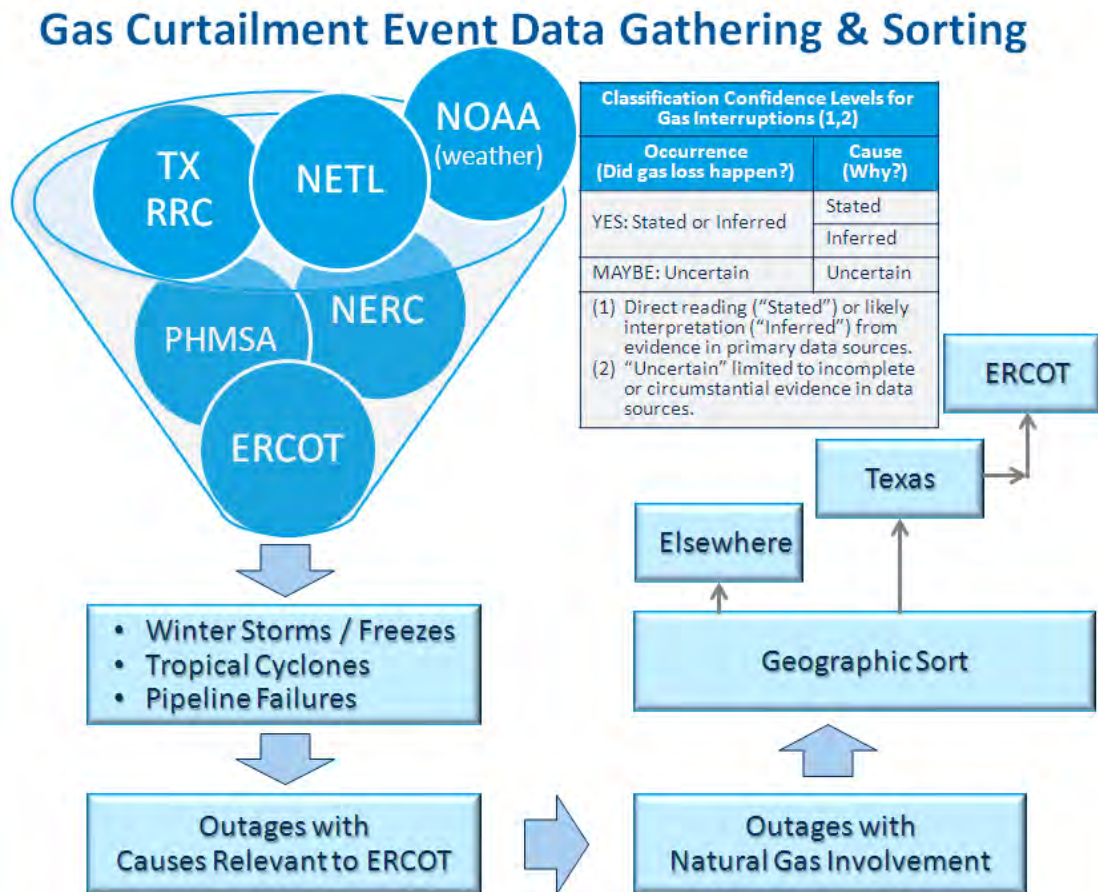 Gas Curtailment Event Data Gathering & Sorting
NOAA
(weather)
TX
RRC
NETL
NERC
PHMSA
ERCOT
Classification Confidence Levels for
Gas Interruptions (1,2)
Occurrence
(Did gas loss happen?)
Cause
(Why?)
YES: Stated or Inferred
Stated
Inferred
MAYBE: Uncertain
Uncertain
(1) Direct reading (“Stated”) or likely
interpretation (“Inferred”) from
evidence in primary data sources.
(2) “Uncertain” limited to incomplete
or circumstantial evidence in data
sources.
• Winter Storms / Freezes
• Tropical Cyclones
• Pipeline Failures
Outages with
Causes Relevant to ERCOT
Outages with
Natural Gas Involvement
Geographic Sort
Elsewhere
Texas
ERCOT